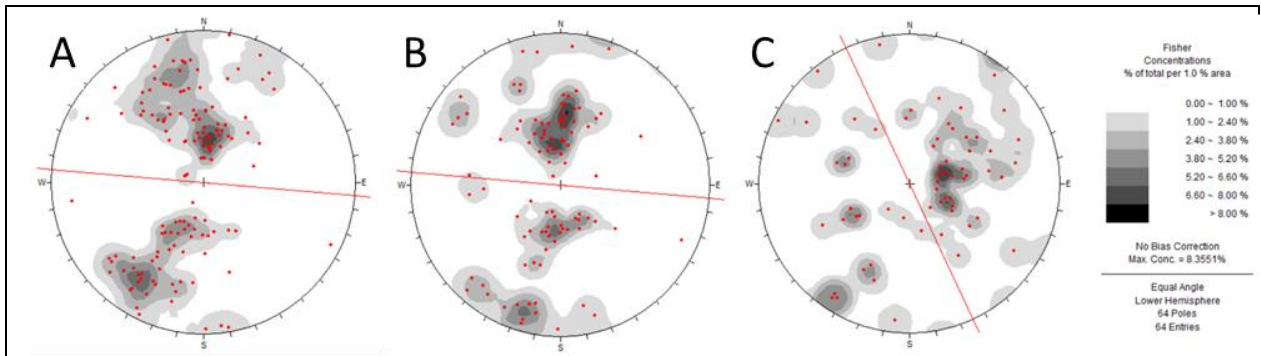 A
N
W
E
S
B
N
W
E
S
C
N
W
E
S
Fisher
Concentrations
% of total per 1.0 % area
0.00 ~ 1.00 %
1.00 ~ 2.40 %
2.40 ~ 3.80 %
3.80 ~ 5.20 %
5.20 ~ 6.60 %
6.60 ~ 8.00 %
> 8.00 %
No Bias Correction
Max. Conc. = 8.3551%
Equal Angle
Lower Hemisphere
64 Poles
64 Entries